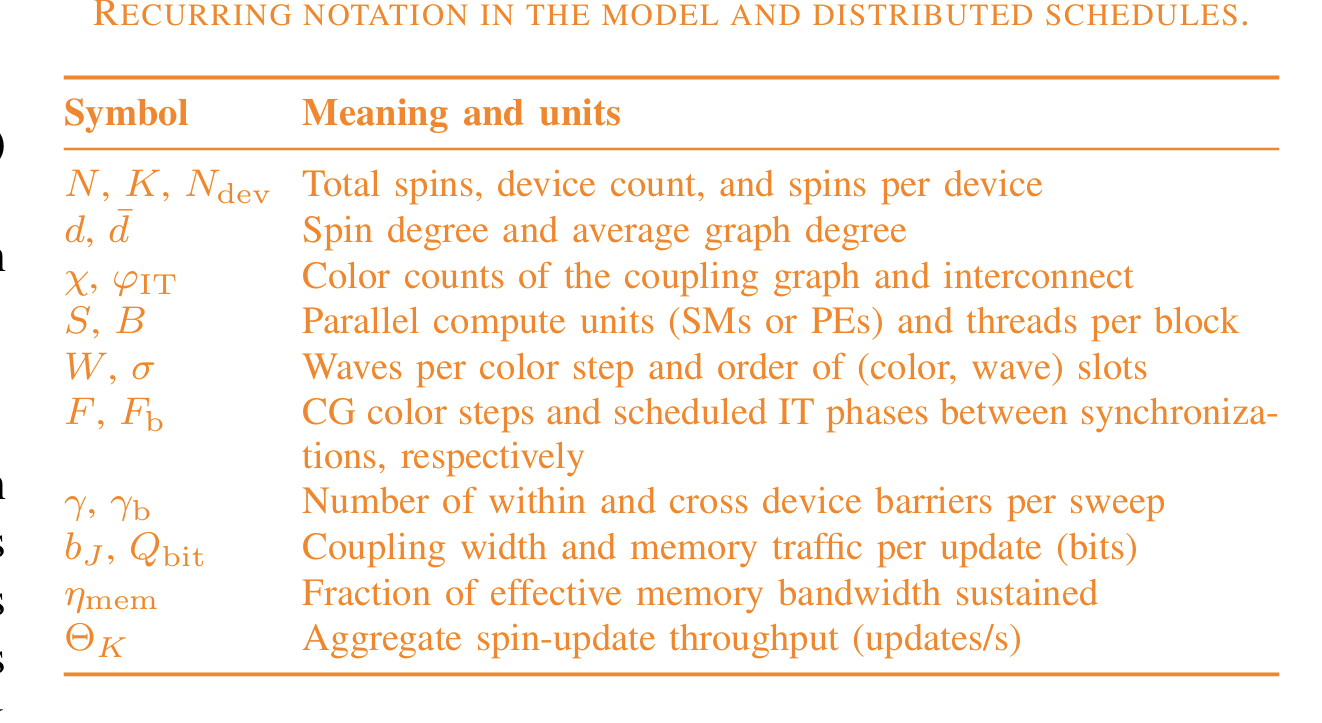 RECURRING NOTATION IN THE MODEL AND DISTRIBUTED SCHEDULES.
Symbol Meaning and units
N, K, N_dev Total spins, device count, and spins per device
d, d̄ Spin degree and average graph degree
χ, φ_IT Color counts of the coupling graph and interconnect
S, B Parallel compute units (SMs or PEs) and threads per block
W, σ Waves per color step and order of (color, wave) slots
F, F_b CG color steps and scheduled IT phases between synchroniza-
tions, respectively
γ, γ_b Number of within and cross device barriers per sweep
b_J, Q_bit Coupling width and memory traffic per update (bits)
η_mem Fraction of effective memory bandwidth sustained
Θ_K Aggregate spin-update throughput (updates/s)